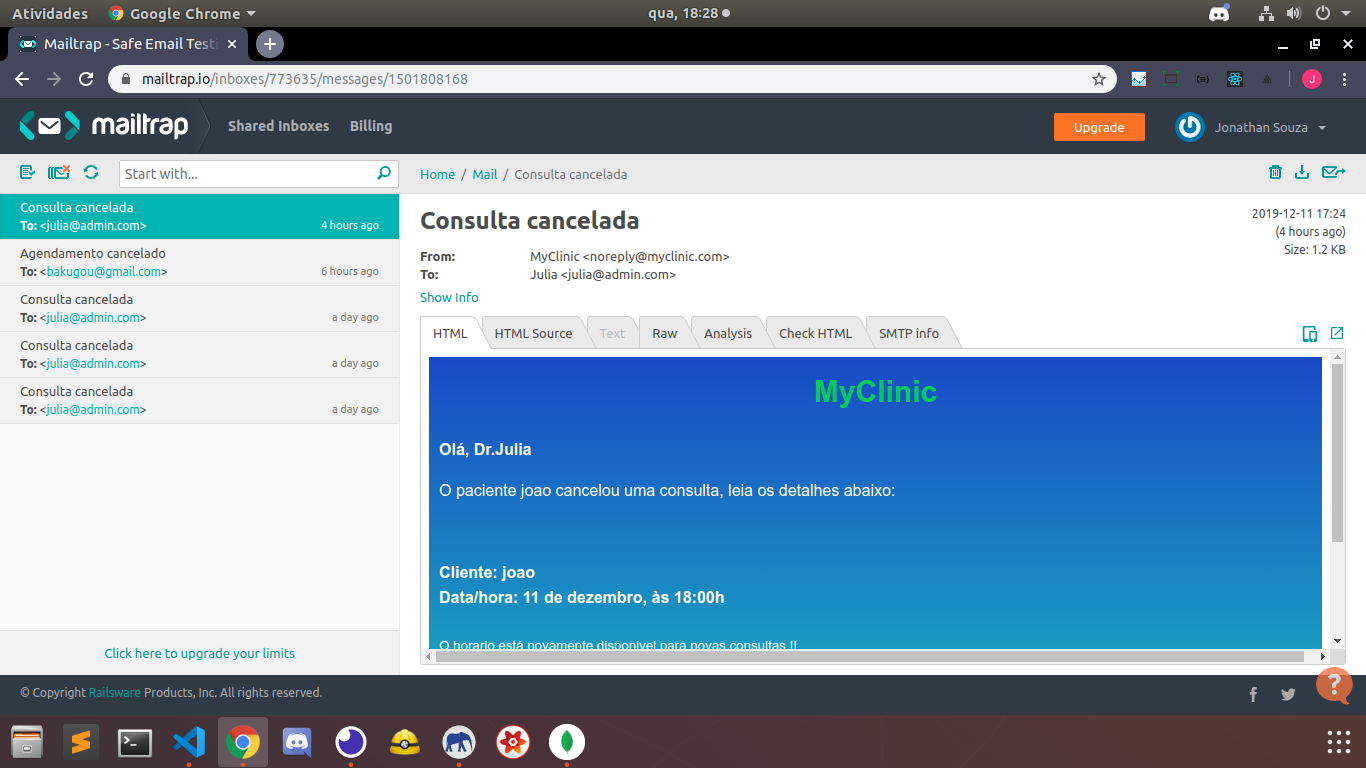 Atividades
Google Chrome
qua, 18:28
Mailtrap - Safe Email Testi
mailtrap.io/inboxes/773635/messages/1501808168
J
mailtrap
Shared Inboxes
Billing
Upgrade
Jonathan Souza
Start with...
Home / Mail / Consulta cancelada
Consulta cancelada
To: <julia@admin.com>
4 hours ago
Agendamento cancelado
To: <bakugou@gmail.com>
6 hours ago
Consulta cancelada
To: <julia@admin.com>
a day ago
Consulta cancelada
To: <julia@admin.com>
a day ago
Consulta cancelada
To: <julia@admin.com>
a day ago
Click here to upgrade your limits
Consulta cancelada
2019-12-11 17:24
(4 hours ago)
Size: 1.2 KB
From: MyClinic <noreply@myclinic.com>
To: Julia <julia@admin.com>
Show Info
HTML
HTML Source
Text
Raw
Analysis
Check HTML
SMTP info
MyClinic
Olá, Dr.Julia
O paciente joao cancelou uma consulta, leia os detalhes abaixo:
Cliente: joao
Data/hora: 11 de dezembro, às 18:00h
O horario está novamente disponivel para novas consultas !!
© Copyright Railsware Products, Inc. All rights reserved.
?